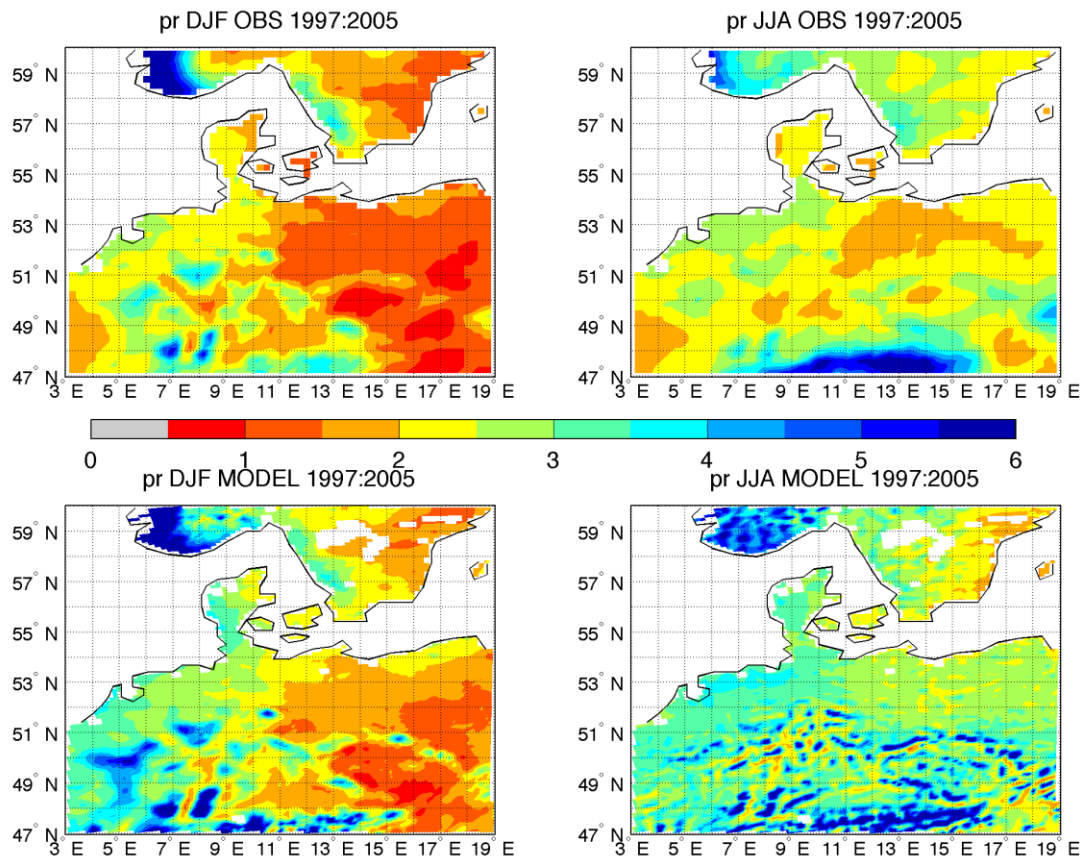 pr DJF OBS 1997:2005
pr JJA OBS 1997:2005
59° N
57° N
55° N
53° N
51° N
49° N
47° N
3° E 5° E 7° E 9° E 11° E 13° E 15° E 17° E 19° E
59° N
57° N
55° N
53° N
51° N
49° N
47° N
3° E 5° E 7° E 9° E 11° E 13° E 15° E 17° E 19° E
0 1 2 3 4 5 6
pr DJF MODEL 1997:2005
pr JJA MODEL 1997:2005
59° N
57° N
55° N
53° N
51° N
49° N
47° N
3° E 5° E 7° E 9° E 11° E 13° E 15° E 17° E 19° E
59° N
57° N
55° N
53° N
51° N
49° N
47° N
3° E 5° E 7° E 9° E 11° E 13° E 15° E 17° E 19° E